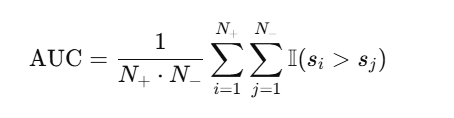 AUC = \frac{1}{N_+ \cdot N_-} \sum_{i=1}^{N_+} \sum_{j=1}^{N_-} \mathbb{I}(s_i > s_j)